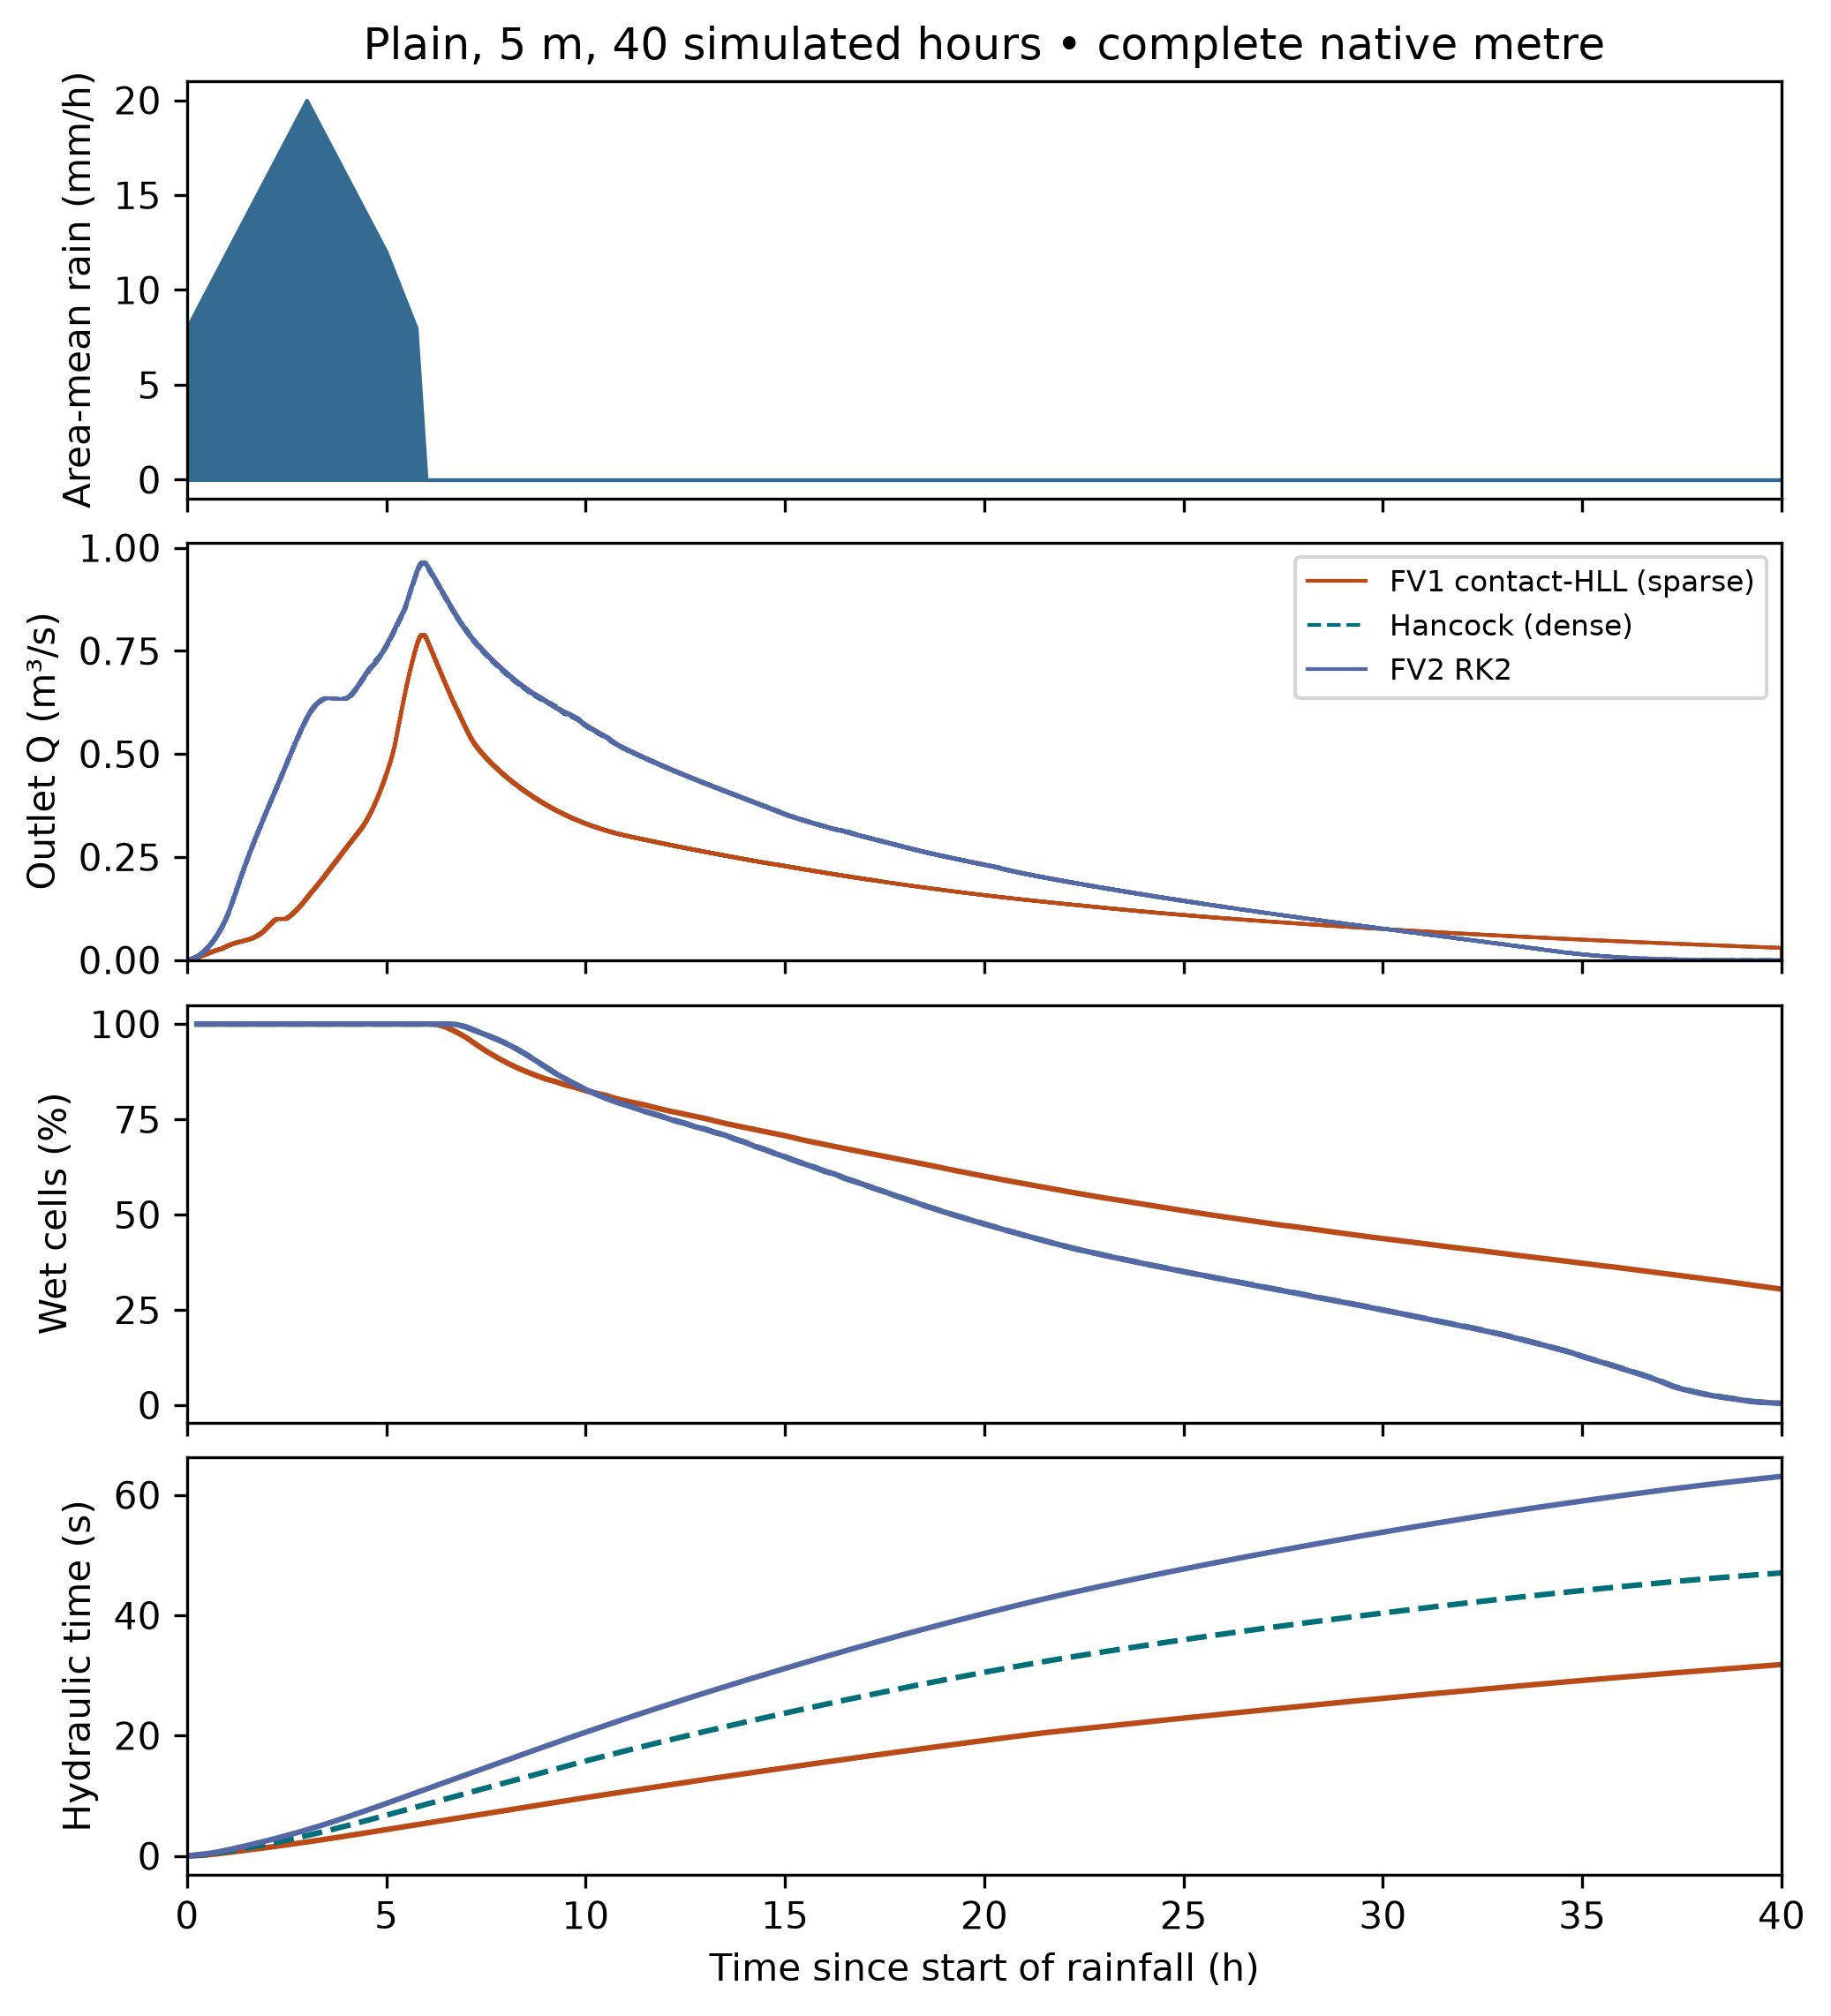 Plain, 5 m, 40 simulated hours • complete native metre
Area-mean rain (mm/h)
20
15
10
5
0
Outlet Q (m³/s)
1.00
0.75
0.50
0.25
0.00
FV1 contact-HLL (sparse)
Hancock (dense)
FV2 RK2
Wet cells (%)
100
75
50
25
0
Hydraulic time (s)
60
40
20
0
0 5 10 15 20 25 30 35 40
Time since start of rainfall (h)